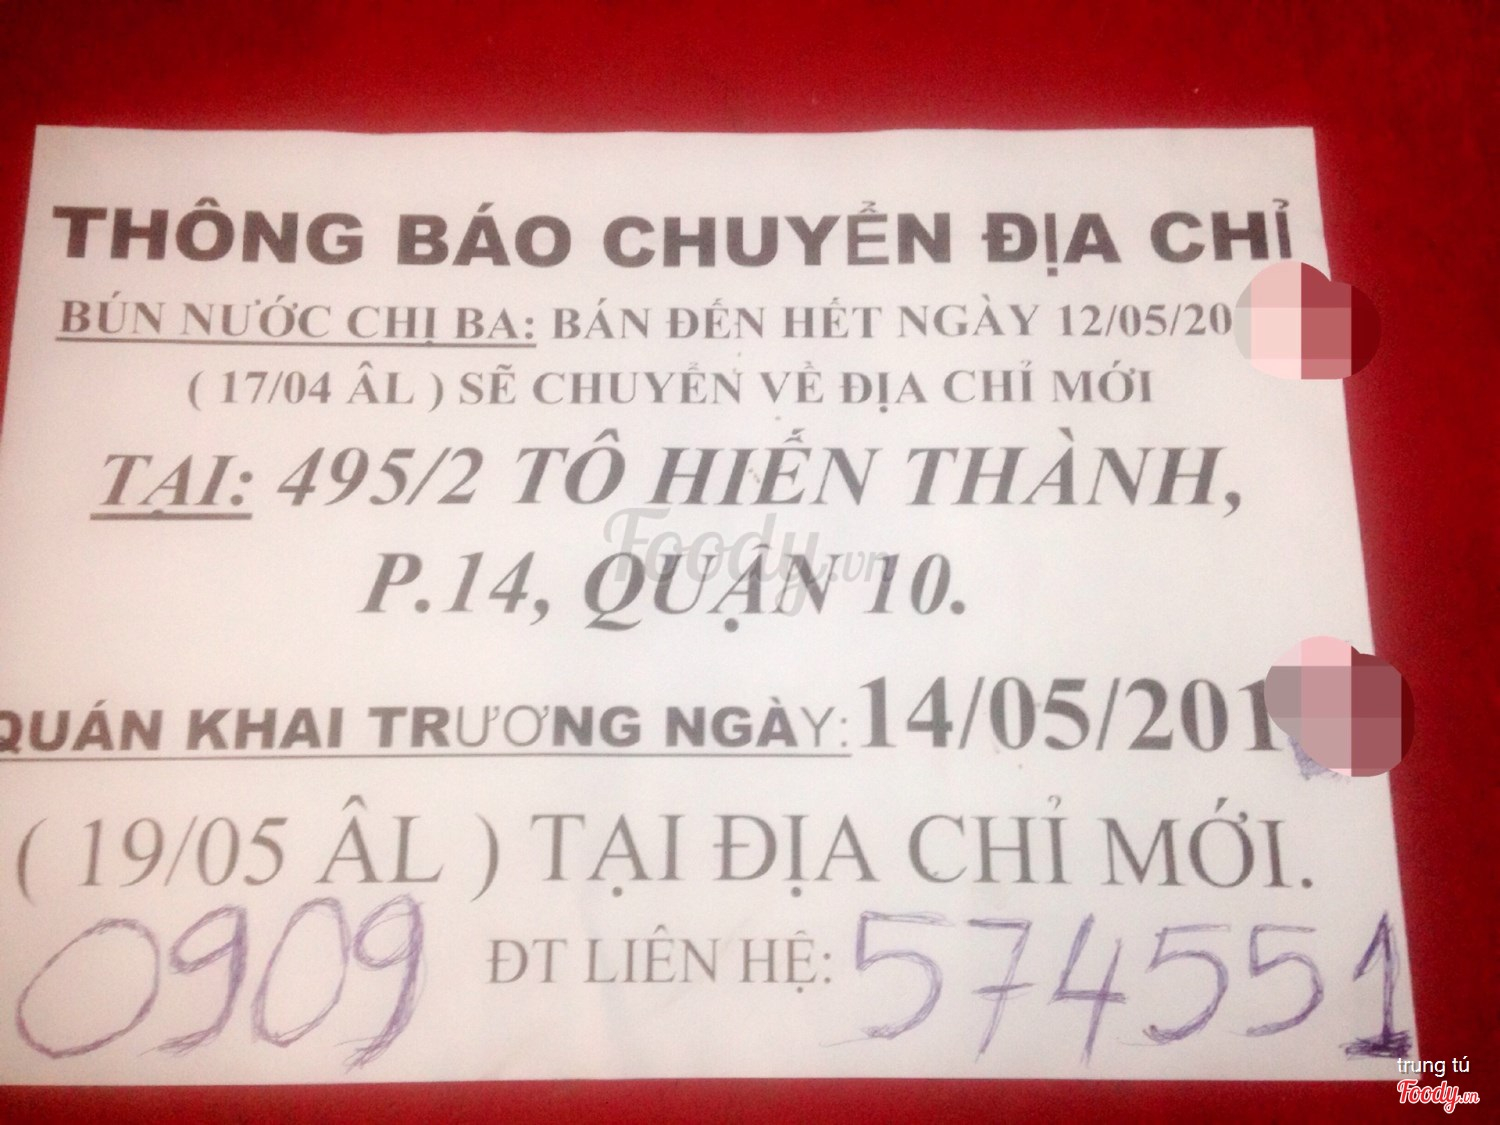 THÔNG BÁO CHUYỂN ĐỊA CHỈ
BÚN NƯỚC CHỊ BA: BÁN ĐẾN HẾT NGÀY 12/05/20
( 17/04 ÂL ) SẼ CHUYỂN VỀ ĐỊA CHỈ MỚI
TẠI: 495/2 TÔ HIẾN THÀNH,
P.14, QUẬN 10.
Foody.vn
QUÁN KHAI TRƯƠNG NGÀY: 14/05/201
( 19/05 ÂL ) TẠI ĐỊA CHỈ MỚI.
0909 ĐT LIÊN HỆ: 574551
trung tú
Foody.vn